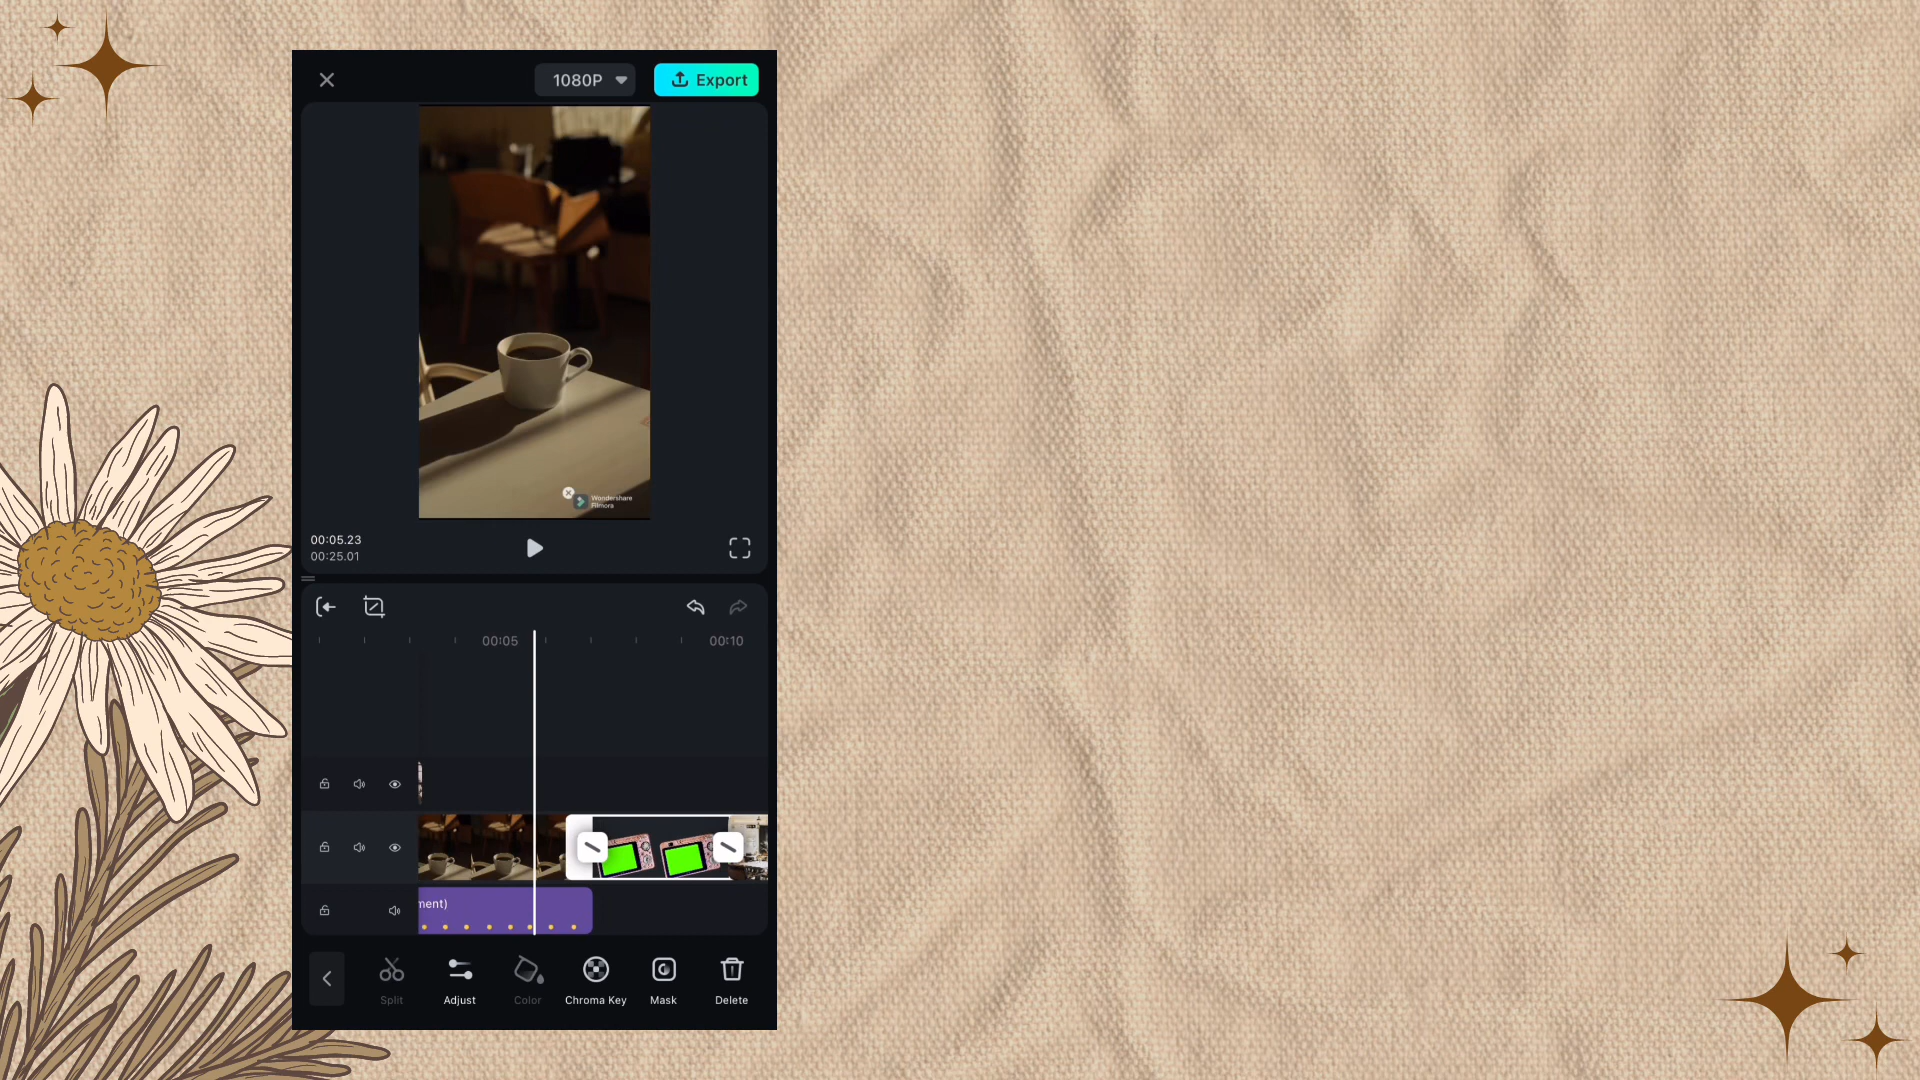 1080P
Export
Wondershare
Filmora
00:05.23
00:25.01
00:05
00:10
ment)
Split
Adjust
Color
Chroma Key
Mask
Delete